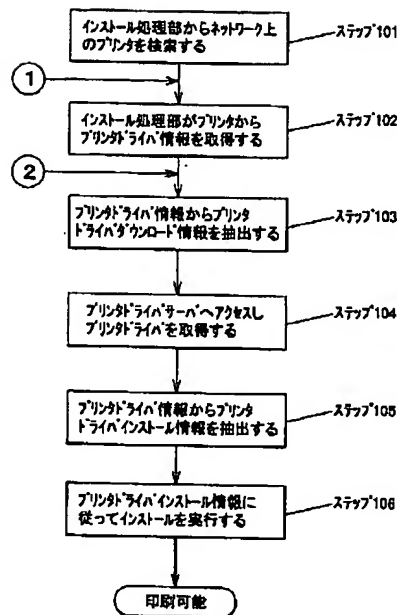 インストール処理部からネットワーク上
のプリンタを検索する
ステップ101
1
インストール処理部がプリンタから
プリンタドライバ情報を取得する
ステップ102
2
プリンタドライバ情報からプリンタ
ドライバダウンロード情報を抽出する
ステップ103
プリンタドライバサーバへアクセスし
プリンタドライバを取得する
ステップ104
プリンタドライバ情報からプリンタ
ドライバインストール情報を抽出する
ステップ105
プリンタドライバインストール情報に
従ってインストールを実行する
ステップ106
印刷可能